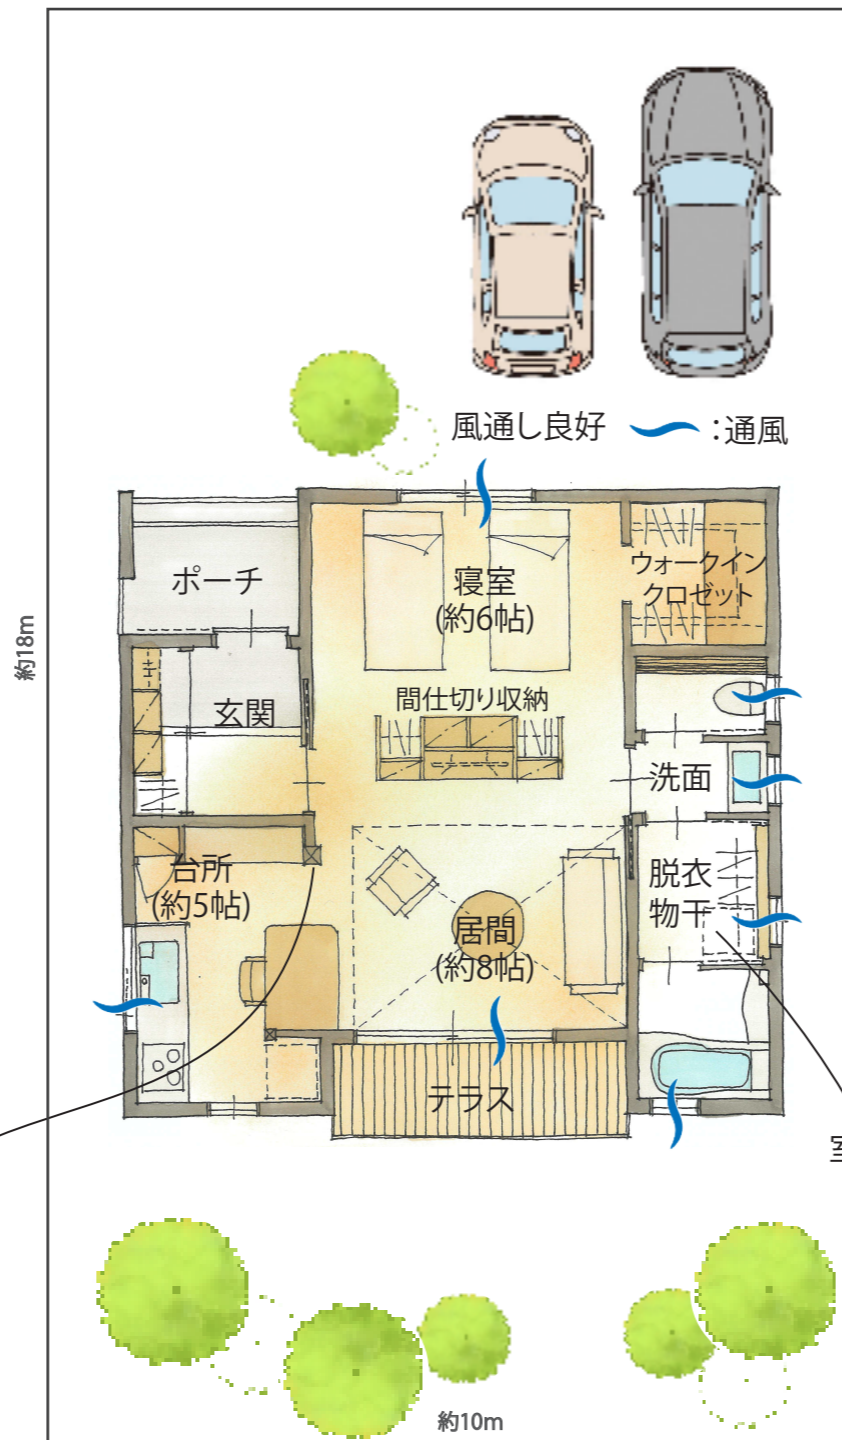 風通し良好 :通風
ポーチ
寝室
(約6帖)
ウォークイン
クロゼット
約18m
玄関
間仕切り収納
洗面
台所
(約5帖)
脱衣
物干
居間
(約8帖)
テラス
室
約10m